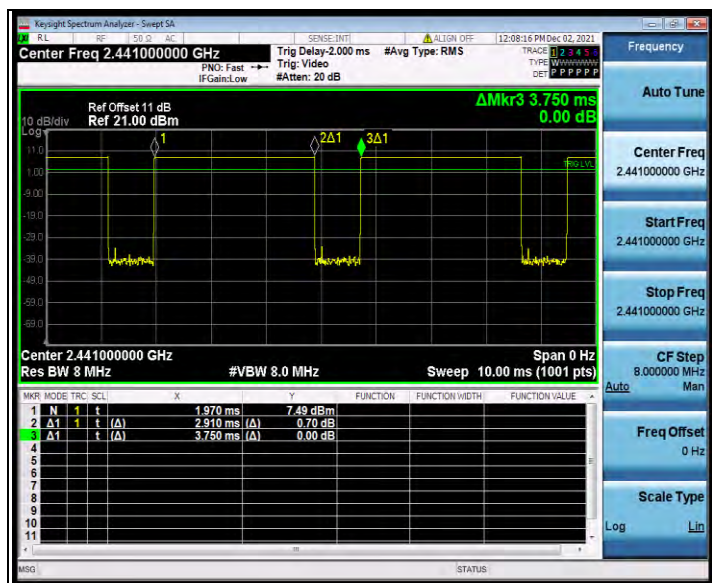 Keysight Spectrum Analyzer - Swept SA
RL RF 50 Ω AC SENSE:INT ALIGN OFF 12:08:16 PM Dec 02, 2021
Center Freq 2.441000000 GHz
PNO: Fast
IFGain:Low
Trig Delay-2.000 ms
Trig: Video
#Atten: 20 dB
#Avg Type: RMS
TRACE 1 2 3 4 5 6
TYPE WWWWWW
DET P P P P P P
Frequency
Auto Tune
Center Freq
2.441000000 GHz
Start Freq
2.441000000 GHz
Stop Freq
2.441000000 GHz
CF Step
8.000000 MHz
Auto Man
Freq Offset
0 Hz
Scale Type
Log Lin
ΔMkr3 3.750 ms
0.00 dB
Ref Offset 11 dB
10 dB/div Ref 21.00 dBm
Log
1 2Δ1 3Δ1
11.0
TRIG LVL
1.00
-9.00
-19.0
-29.0
-39.0
-49.0
-59.0
-69.0
Center 2.441000000 GHz Span 0 Hz
Res BW 8 MHz #VBW 8.0 MHz Sweep 10.00 ms (1001 pts)
MKR MODE TRC SCL X Y FUNCTION FUNCTION WIDTH FUNCTION VALUE
1 N 1 t 1.970 ms 7.49 dBm
2 Δ1 1 t (Δ) 2.910 ms (Δ) 0.70 dB
3 Δ1 t (Δ) 3.750 ms (Δ) 0.00 dB
4
5
6
7
8
9
10
11
MSG STATUS